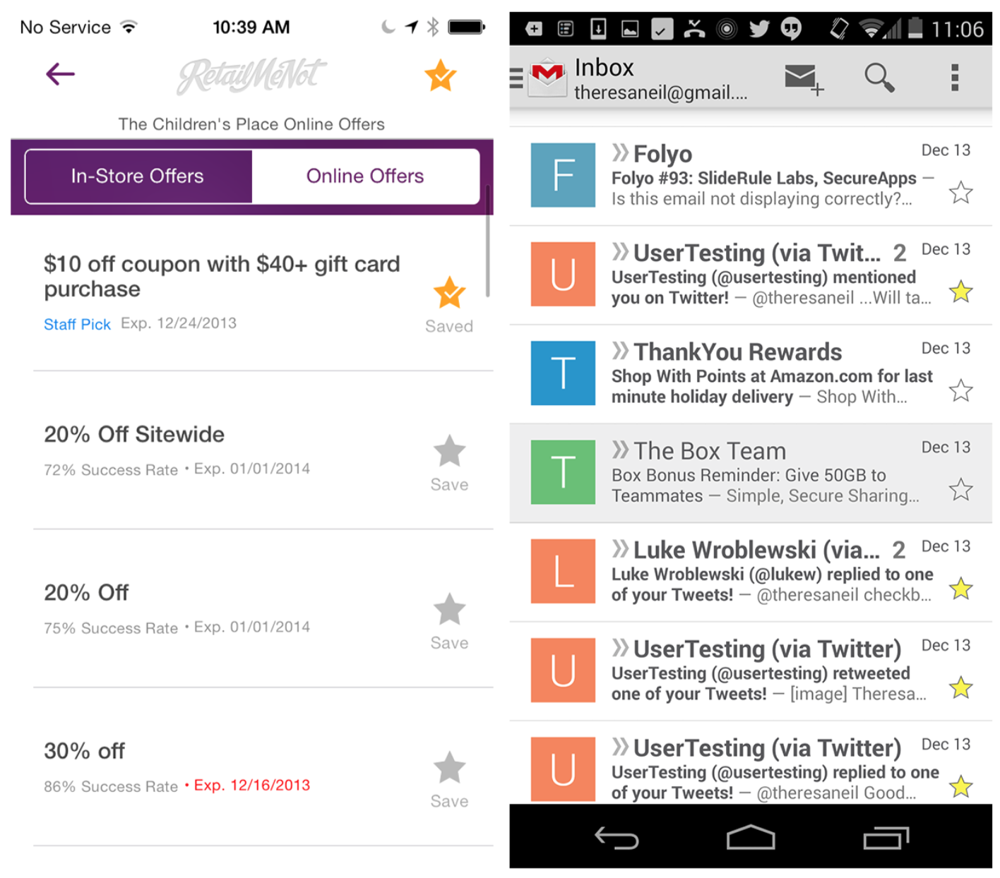 No Service
10:39 AM
RetailMeNot
The Children's Place Online Offers
In-Store Offers
Online Offers
$10 off coupon with $40+ gift card
purchase
Staff Pick Exp. 12/24/2013
Saved
20% Off Sitewide
72% Success Rate • Exp. 01/01/2014
Save
20% Off
75% Success Rate • Exp. 01/01/2014
Save
30% off
86% Success Rate • Exp. 12/16/2013
Save
11:06
Inbox
theresaneil@gmail....
F
Folyo
Dec 13
Folyo #93: SlideRule Labs, SecureApps –
Is this email not displaying correctly?...
U
UserTesting (via Twit... 2
Dec 13
UserTesting (@usertesting) mentioned
you on Twitter! – @theresaneil ...Will ta...
T
ThankYou Rewards
Dec 13
Shop With Points at Amazon.com for last
minute holiday delivery – Shop With...
T
The Box Team
Dec 13
Box Bonus Reminder: Give 50GB to
Teammates – Simple, Secure Sharing...
L
Luke Wroblewski (via... 2
Dec 13
Luke Wroblewski (@lukew) replied to one
of your Tweets! – @theresaneil checkb...
U
UserTesting (via Twitter)
Dec 13
UserTesting (@usertesting) retweeted
one of your Tweets! – [image] Theresa...
U
UserTesting (via Twitter)
Dec 13
UserTesting (@usertesting) replied to one
of your Tweets! – @theresaneil Good...